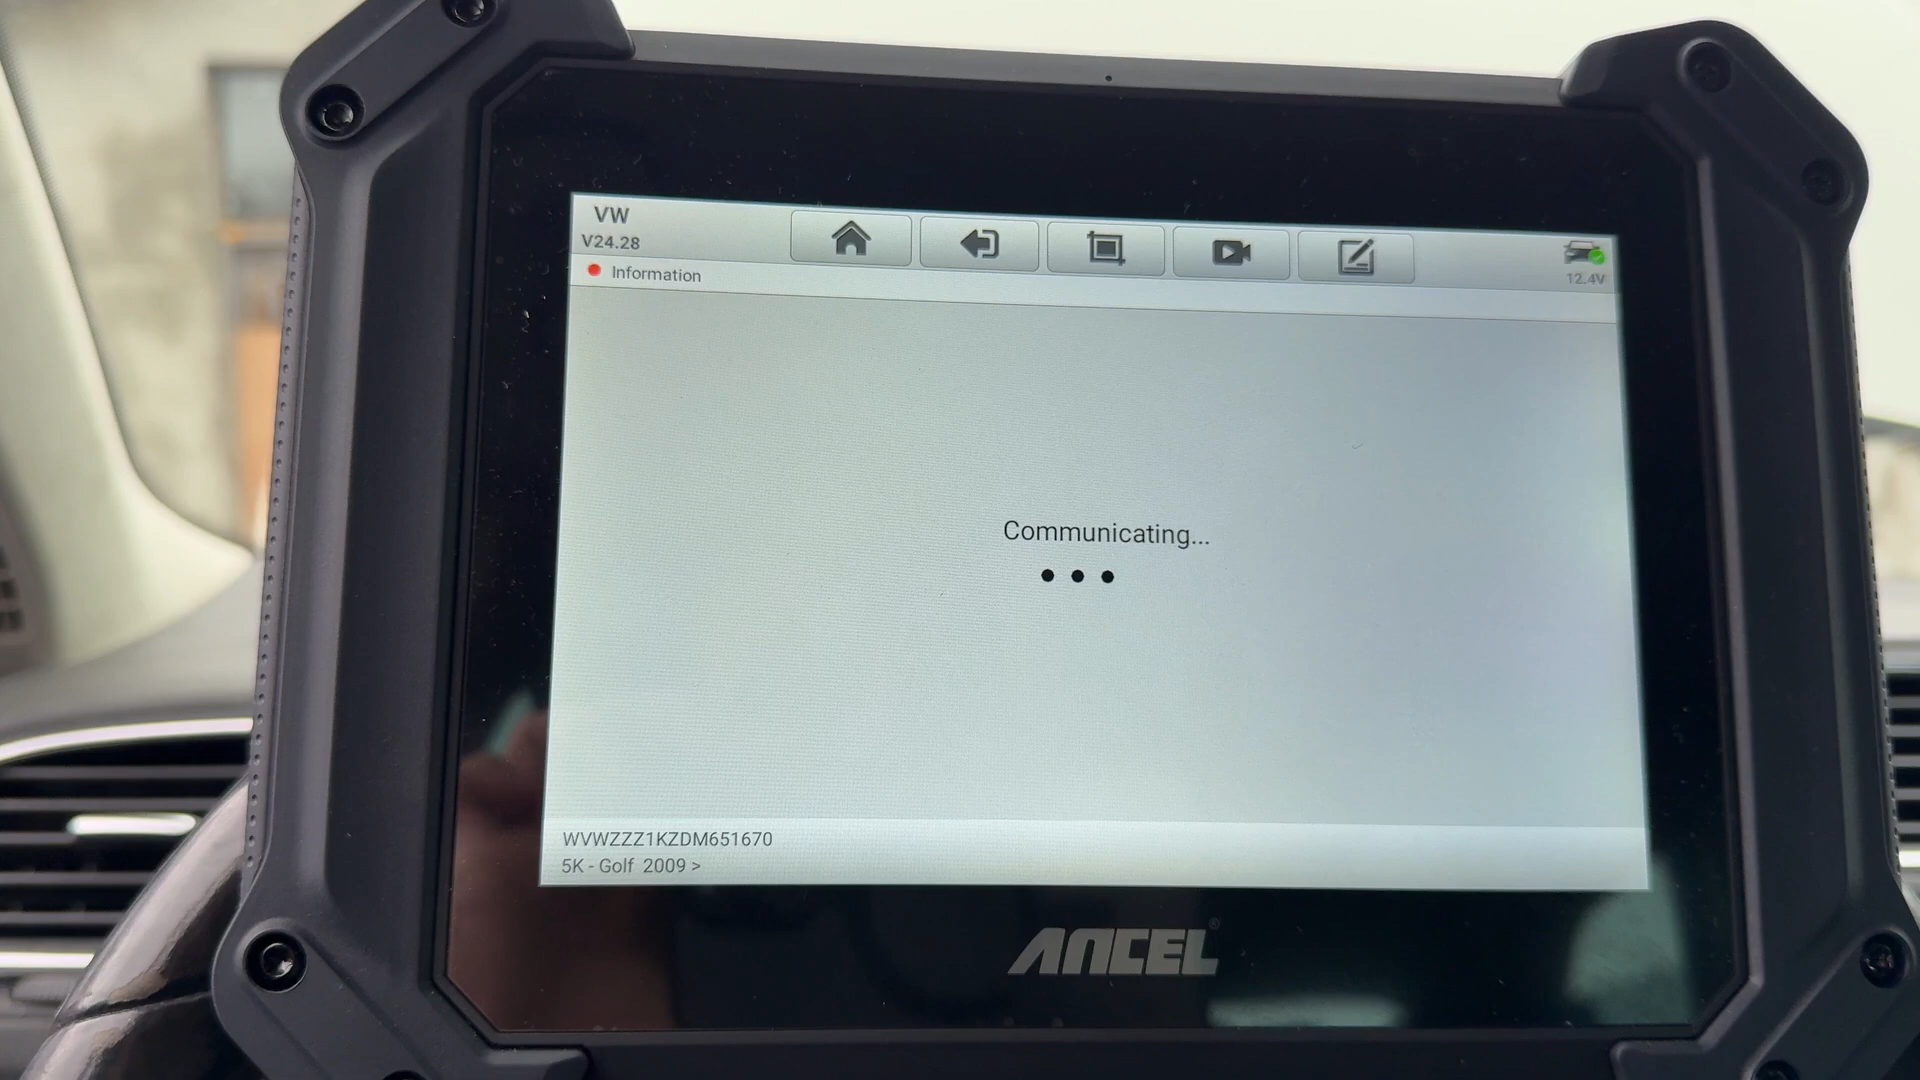 VW
V24.28
12.4V
Information
Communicating...
WVWZZZ1KZDM651670
5K - Golf 2009 >
ANCEL®